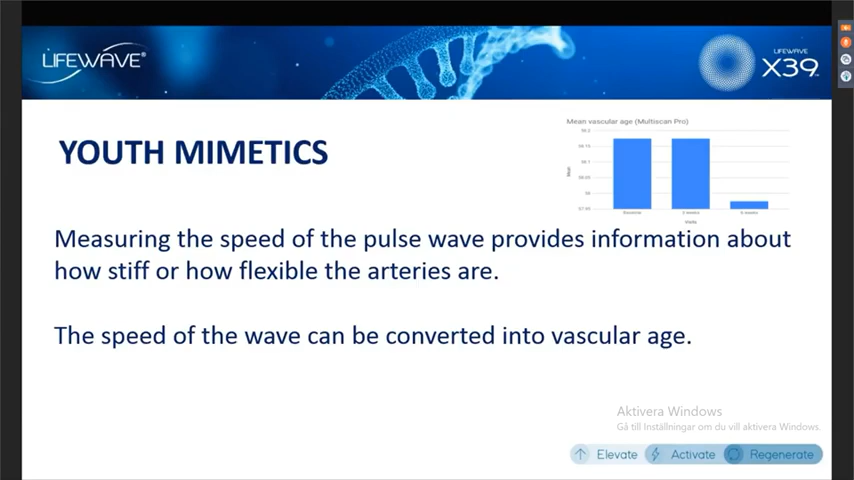 LIFEWAVE®
LIFEWAVE
X39
Mean vascular age (Multiscan Pro)
YOUTH MIMETICS
Measuring the speed of the pulse wave provides information about
how stiff or how flexible the arteries are.
The speed of the wave can be converted into vascular age.
Aktivera Windows
Gå till Inställningar om du vill aktivera Windows.
Elevate
Activate
Regenerate